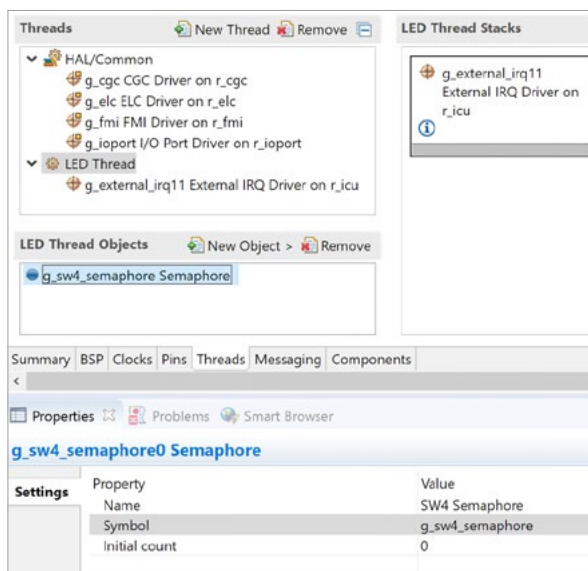 Threads
New Thread Remove
HAL/Common
g_cgc CGC Driver on r_cgc
g_elc ELC Driver on r_elc
g_fmi FMI Driver on r_fmi
g_ioport I/O Port Driver on r_ioport
LED Thread
g_external_irq11 External IRQ Driver on r_icu
LED Thread Stacks
g_external_irq11
External IRQ Driver on
r_icu
LED Thread Objects
New Object > Remove
g_sw4_semaphore Semaphore
Summary BSP Clocks Pins Threads Messaging Components
Properties Problems Smart Browser
g_sw4_semaphore0 Semaphore
Settings
Property Value
Name SW4 Semaphore
Symbol g_sw4_semaphore
Initial count 0